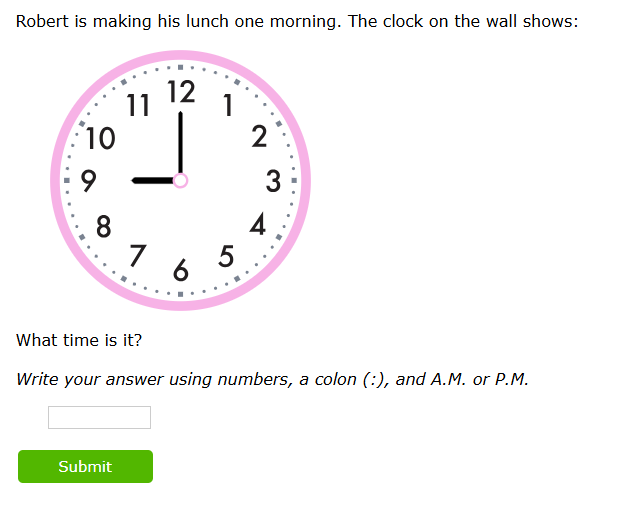 Robert is making his lunch one morning. The clock on the wall shows:
12
11 1
10 2
9 3
8 4
7 5
6
What time is it?
Write your answer using numbers, a colon (:), and A.M. or P.M.
Submit